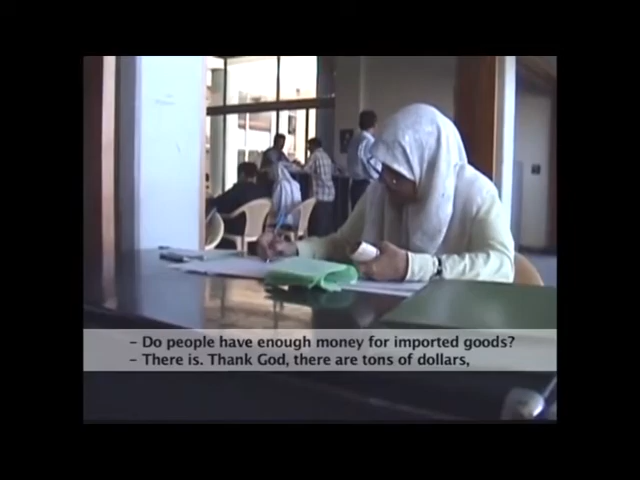 - Do people have enough money for imported goods?
- There is. Thank God, there are tons of dollars,